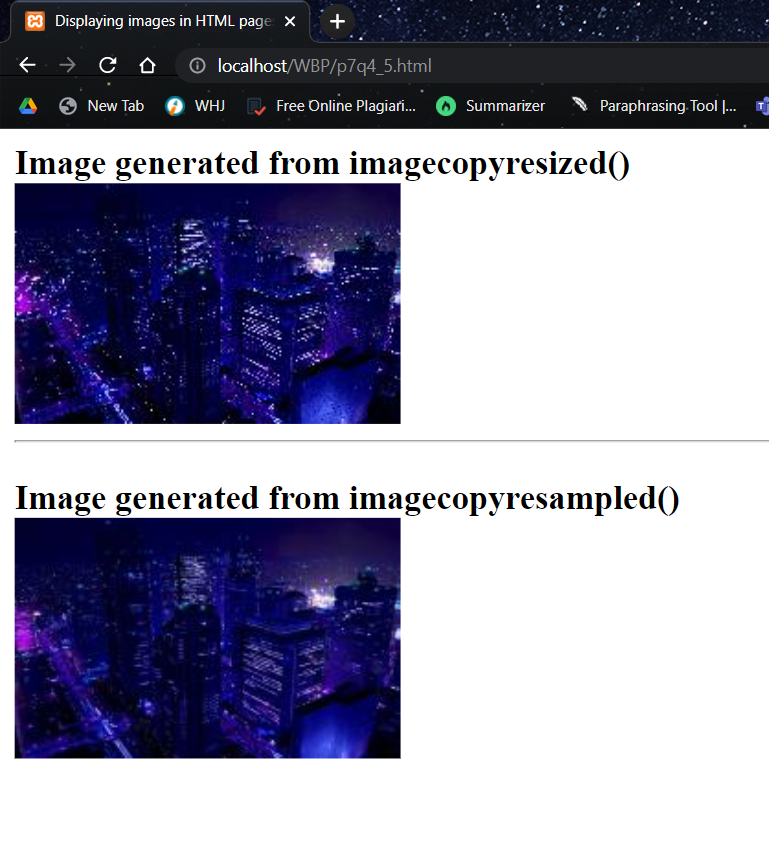 Displaying images in HTML page
localhost/WBP/p7q4_5.html
New Tab WHJ Free Online Plagiari... Summarizer Paraphrasing Tool |...
Image generated from imagecopyresized()
Image generated from imagecopyresampled()